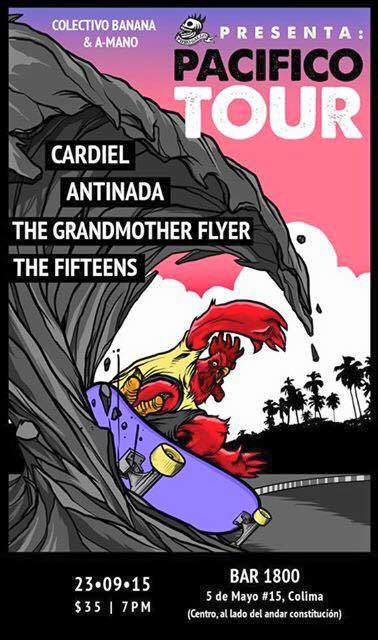 COLECTIVO BANANA
& A-MANO
PRESENTA:
PACIFICO
TOUR
CARDIEL
ANTINADA
THE GRANDMOTHER FLYER
THE FIFTEENS
23•09•15
$35 | 7PM
BAR 1800
5 de Mayo #15, Colima
(Centro, al lado del andar constitución)